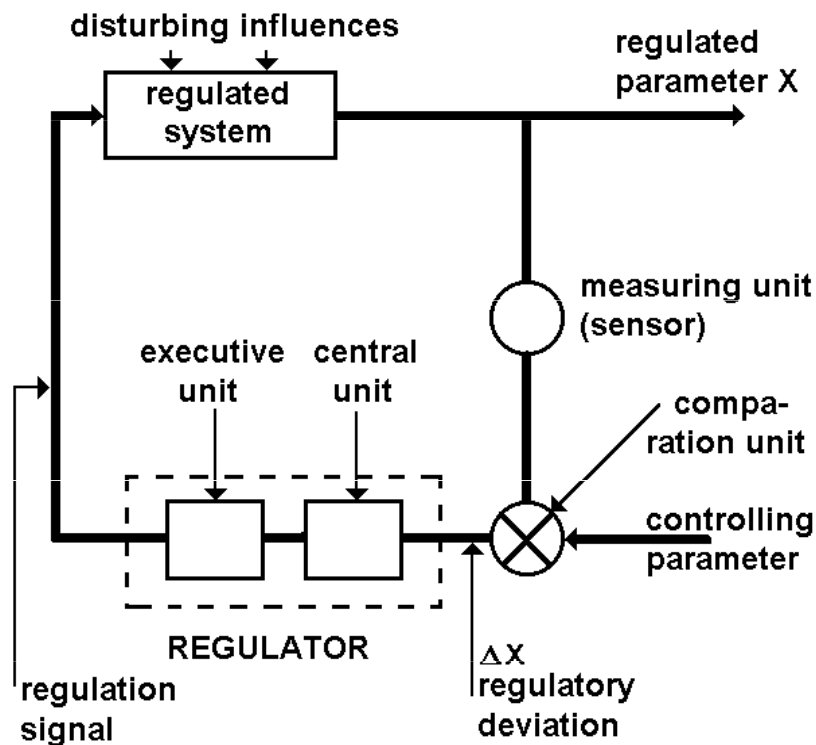 disturbing influences
regulated
system
regulated
parameter X
measuring unit
(sensor)
executive
unit
central
unit
compa-
ration unit
controlling
parameter
REGULATOR
ΔX
regulatory
deviation
regulation
signal